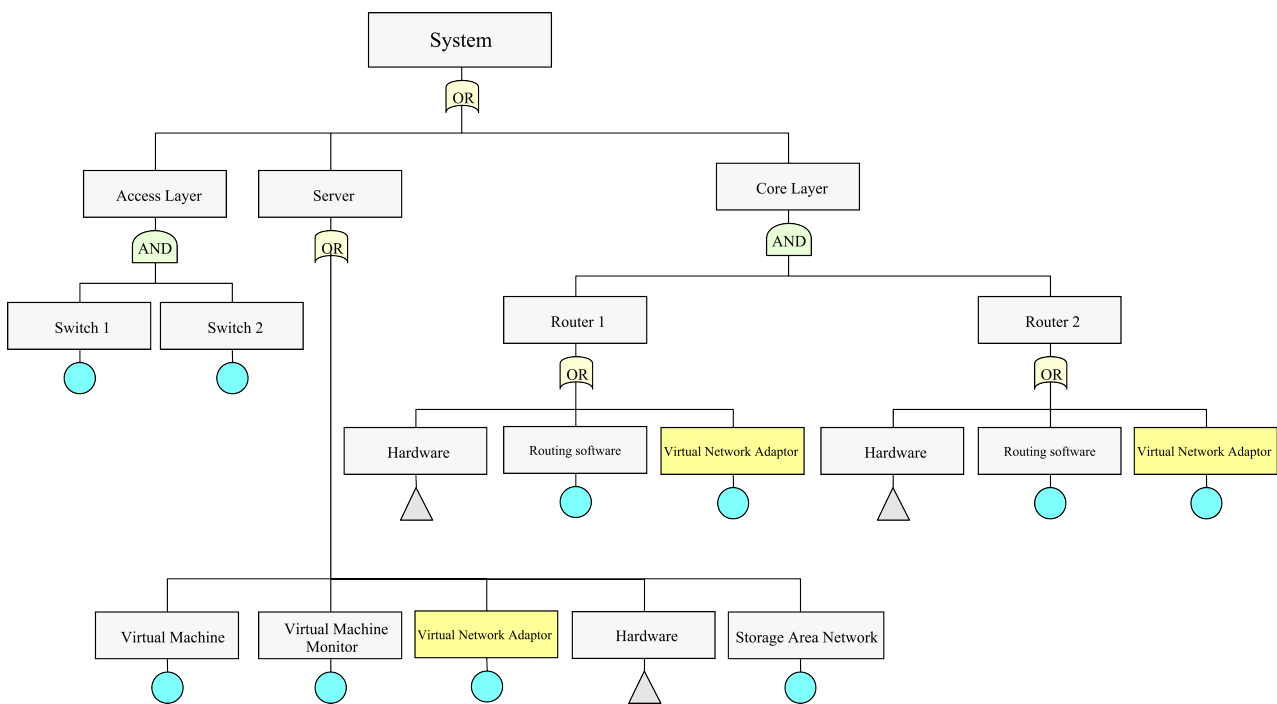 System
OR
Access Layer
Server
Core Layer
AND
OR
AND
Switch 1
Switch 2
Router 1
Router 2
OR
OR
Hardware
Routing software
Virtual Network Adaptor
Hardware
Routing software
Virtual Network Adaptor
Virtual Machine
Virtual Machine
Monitor
Virtual Network Adaptor
Hardware
Storage Area Network